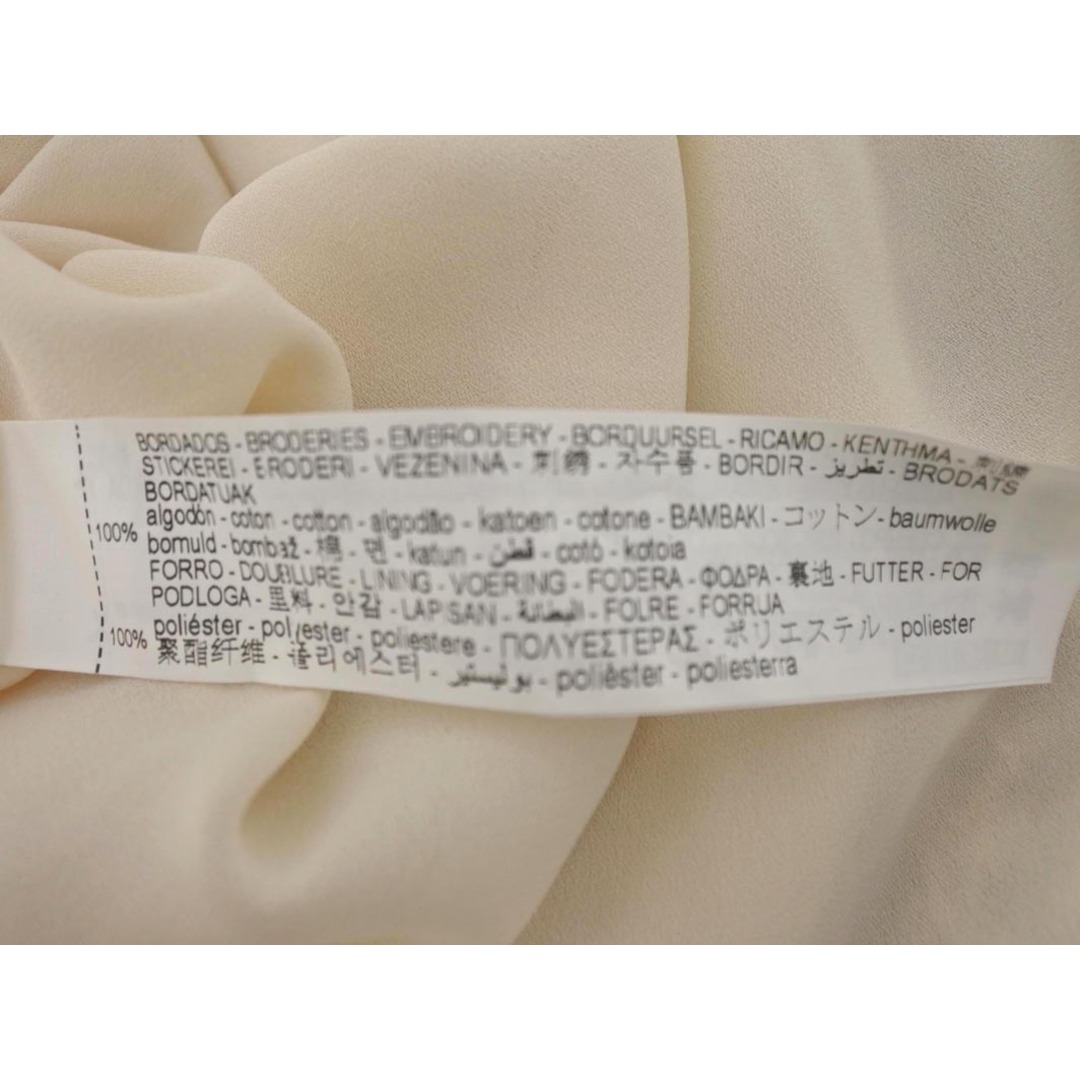 BORDADOS - BRODERIES - EMBROIDERY - BORDUURSEL - RICAMO - KENTHMA -
STICKEREI - BRODERI - VEZENINA - 刺繡 - 자수품 - BORDIR - تطريز - BRODATS
BORDATUAK
100% algodón - coton - cotton - algodão - katoen - cotone - BAMBAKI - コットン - baumwolle
bomuld - bombaž - 棉 - 면 - katun - قطن - cotó - kotoia
FORRO - DOUBLURE - LINING - VOERING - FODERA - ΦΟΔΡΑ - 裏地 - FUTTER - FOR
PODLOGA - 里料 - 안감 - LAPISAN - البطانة - FOLRE - FORRUA
100% poliéster - polyester - poliestere - ΠΟΛΥΕΣΤΕΡΑΣ - ポリエステル - poliester
聚酯纤维 - 폴리에스터 - بوليستير - polièster - poliesterra